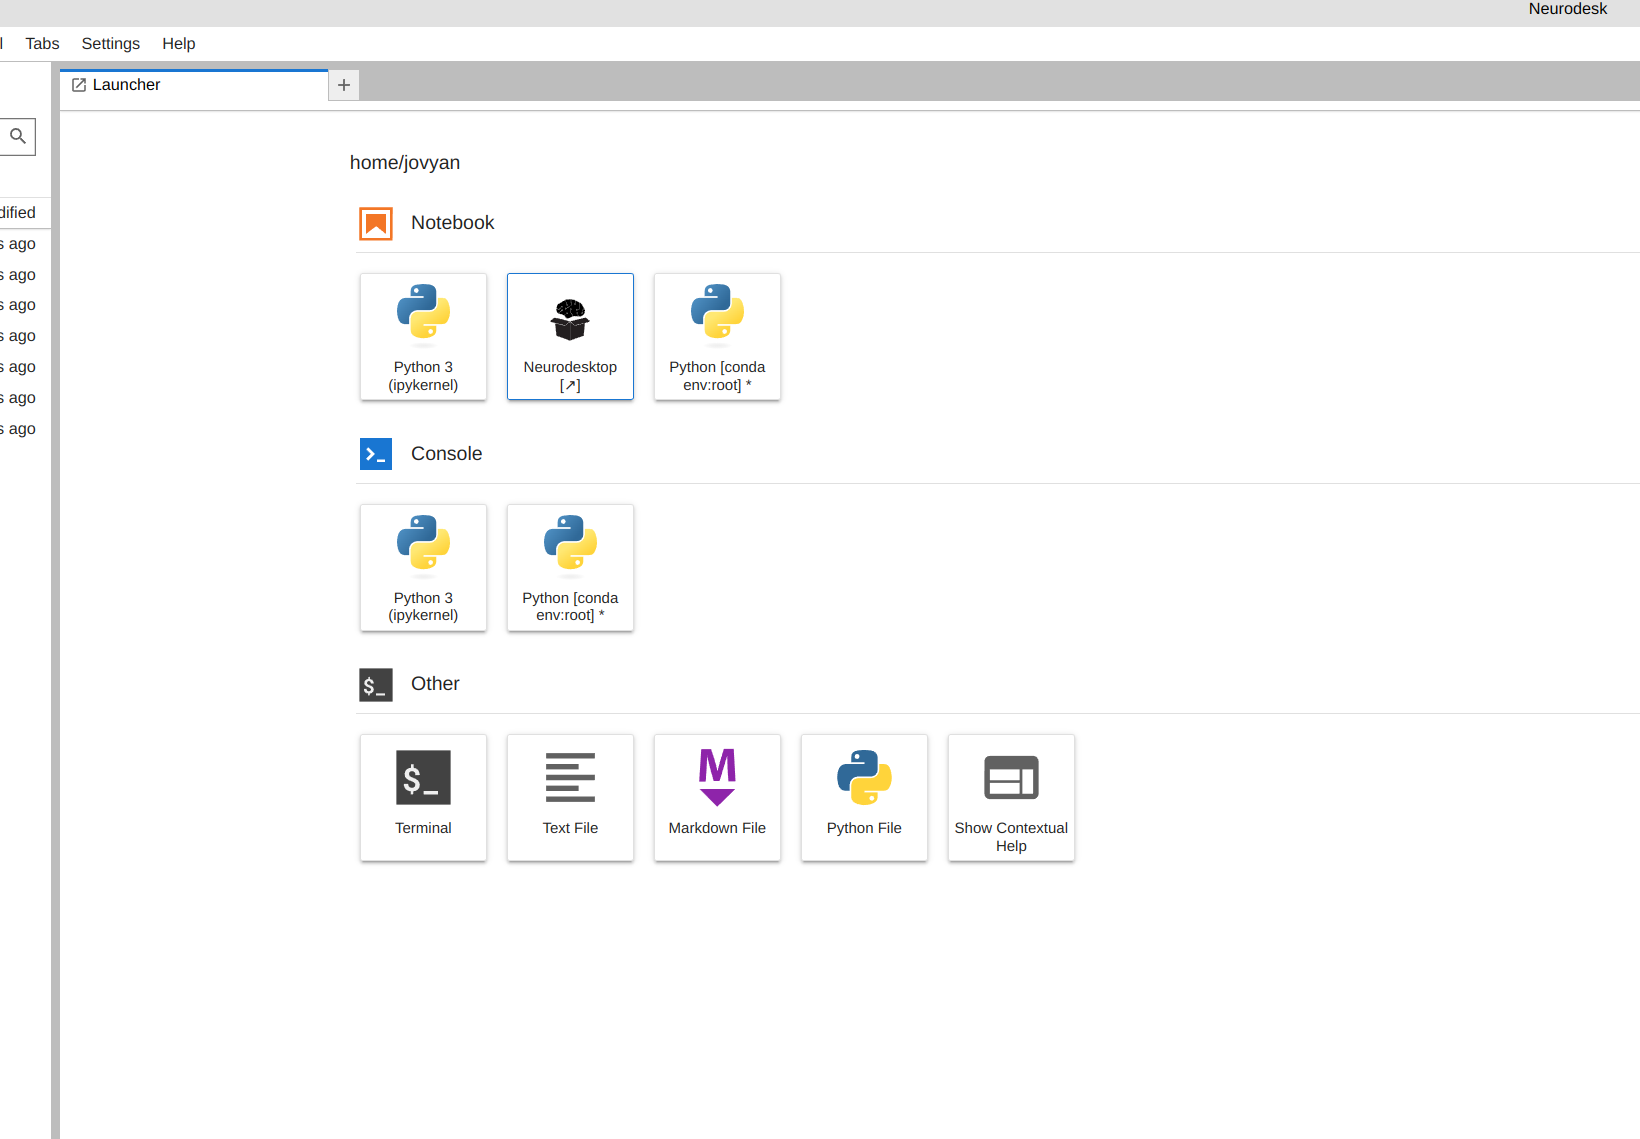 Neurodesk
l Tabs Settings Help
Launcher
home/jovyan
dified
s ago
s ago
s ago
s ago
s ago
s ago
s ago
Notebook
Python 3
(ipykernel)
Neurodesktop
[↗]
Python [conda
env:root] *
Console
Python 3
(ipykernel)
Python [conda
env:root] *
$_ Other
$_
Terminal
Text File
M
Markdown File
Python File
Show Contextual
Help